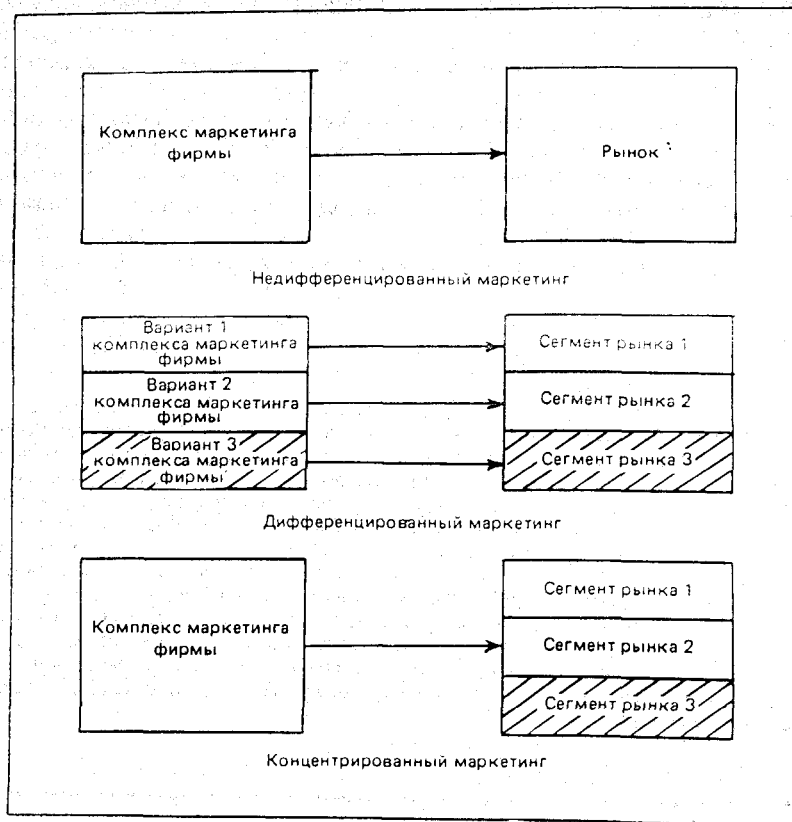 Комплекс маркетинга
фирмы
Рынок
Недифференцированный маркетинг
Вариант 1
комплекса маркетинга
фирмы
Сегмент рынка 1
Вариант 2
комплекса маркетинга
фирмы
Сегмент рынка 2
Вариант 3
комплекса маркетинга
фирмы
Сегмент рынка 3
Дифференцированный маркетинг
Комплекс маркетинга
фирмы
Сегмент рынка 1
Сегмент рынка 2
Сегмент рынка 3
Концентрированный маркетинг